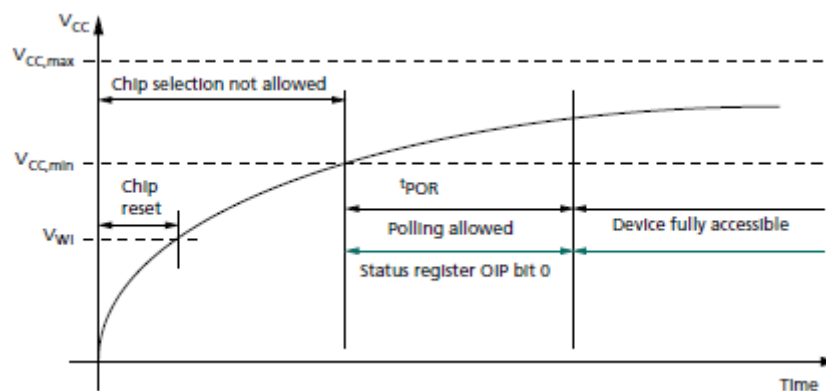 VCC
VCC,max
Chip selection not allowed
VCC,min
Chip
reset
tPOR
VWI
Polling allowed
Device fully accessible
Status register OIP bit 0
Time